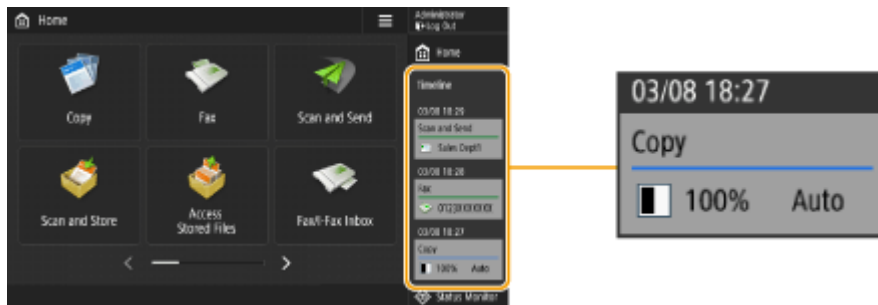 Home
Administrator
Log Out
Home
Copy
Fax
Scan and Send
Scan and Store
Access
Stored Files
Fax/I-Fax Inbox
Timeline
03/08 18:29
Scan and Send
Sales Dept1
03/08 18:28
Fax
03/08 18:27
Copy
100% Auto
Status Monitor
03/08 18:27
Copy
100% Auto